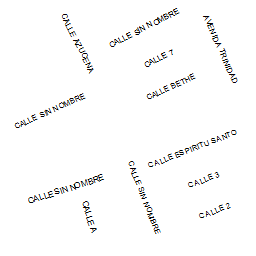 CALLE AZUCENA
CALLE SIN NOMBRE
AVENIDA TRINIDAD
CALLE 7
CALLE BETHE
CALLE SIN NOMBRE
CALLE ESPIRITU SANTO
CALLE SIN NOMBRE
CALLE SIN NOMBRE
CALLE 3
CALLE A
CALLE 2